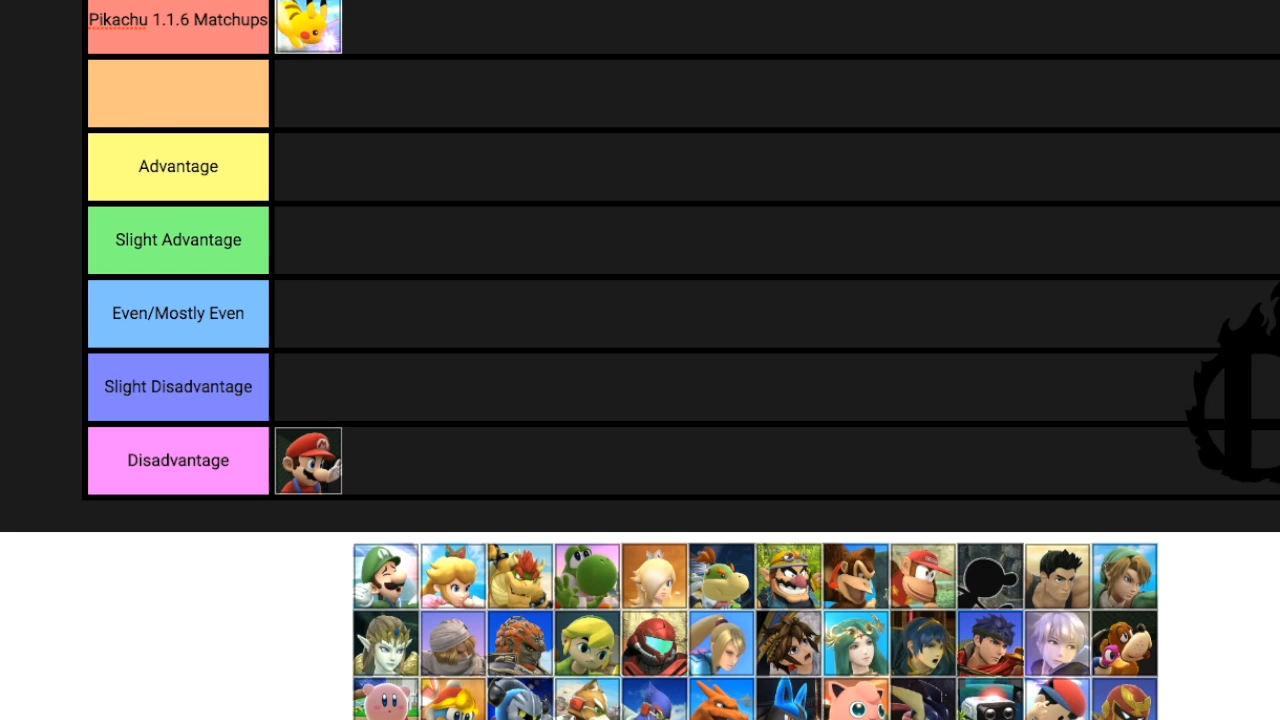 Pikachu 1.1.6 Matchups
Advantage
Slight Advantage
Even/Mostly Even
Slight Disadvantage
Disadvantage